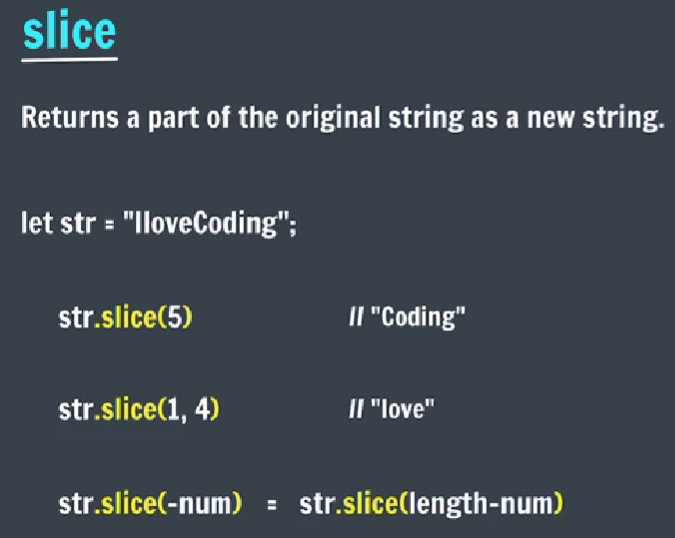 slice
Returns a part of the original string as a new string.
let str = "IloveCoding";
str.slice(5) // "Coding"
str.slice(1, 4) // "love"
str.slice(-num) = str.slice(length-num)